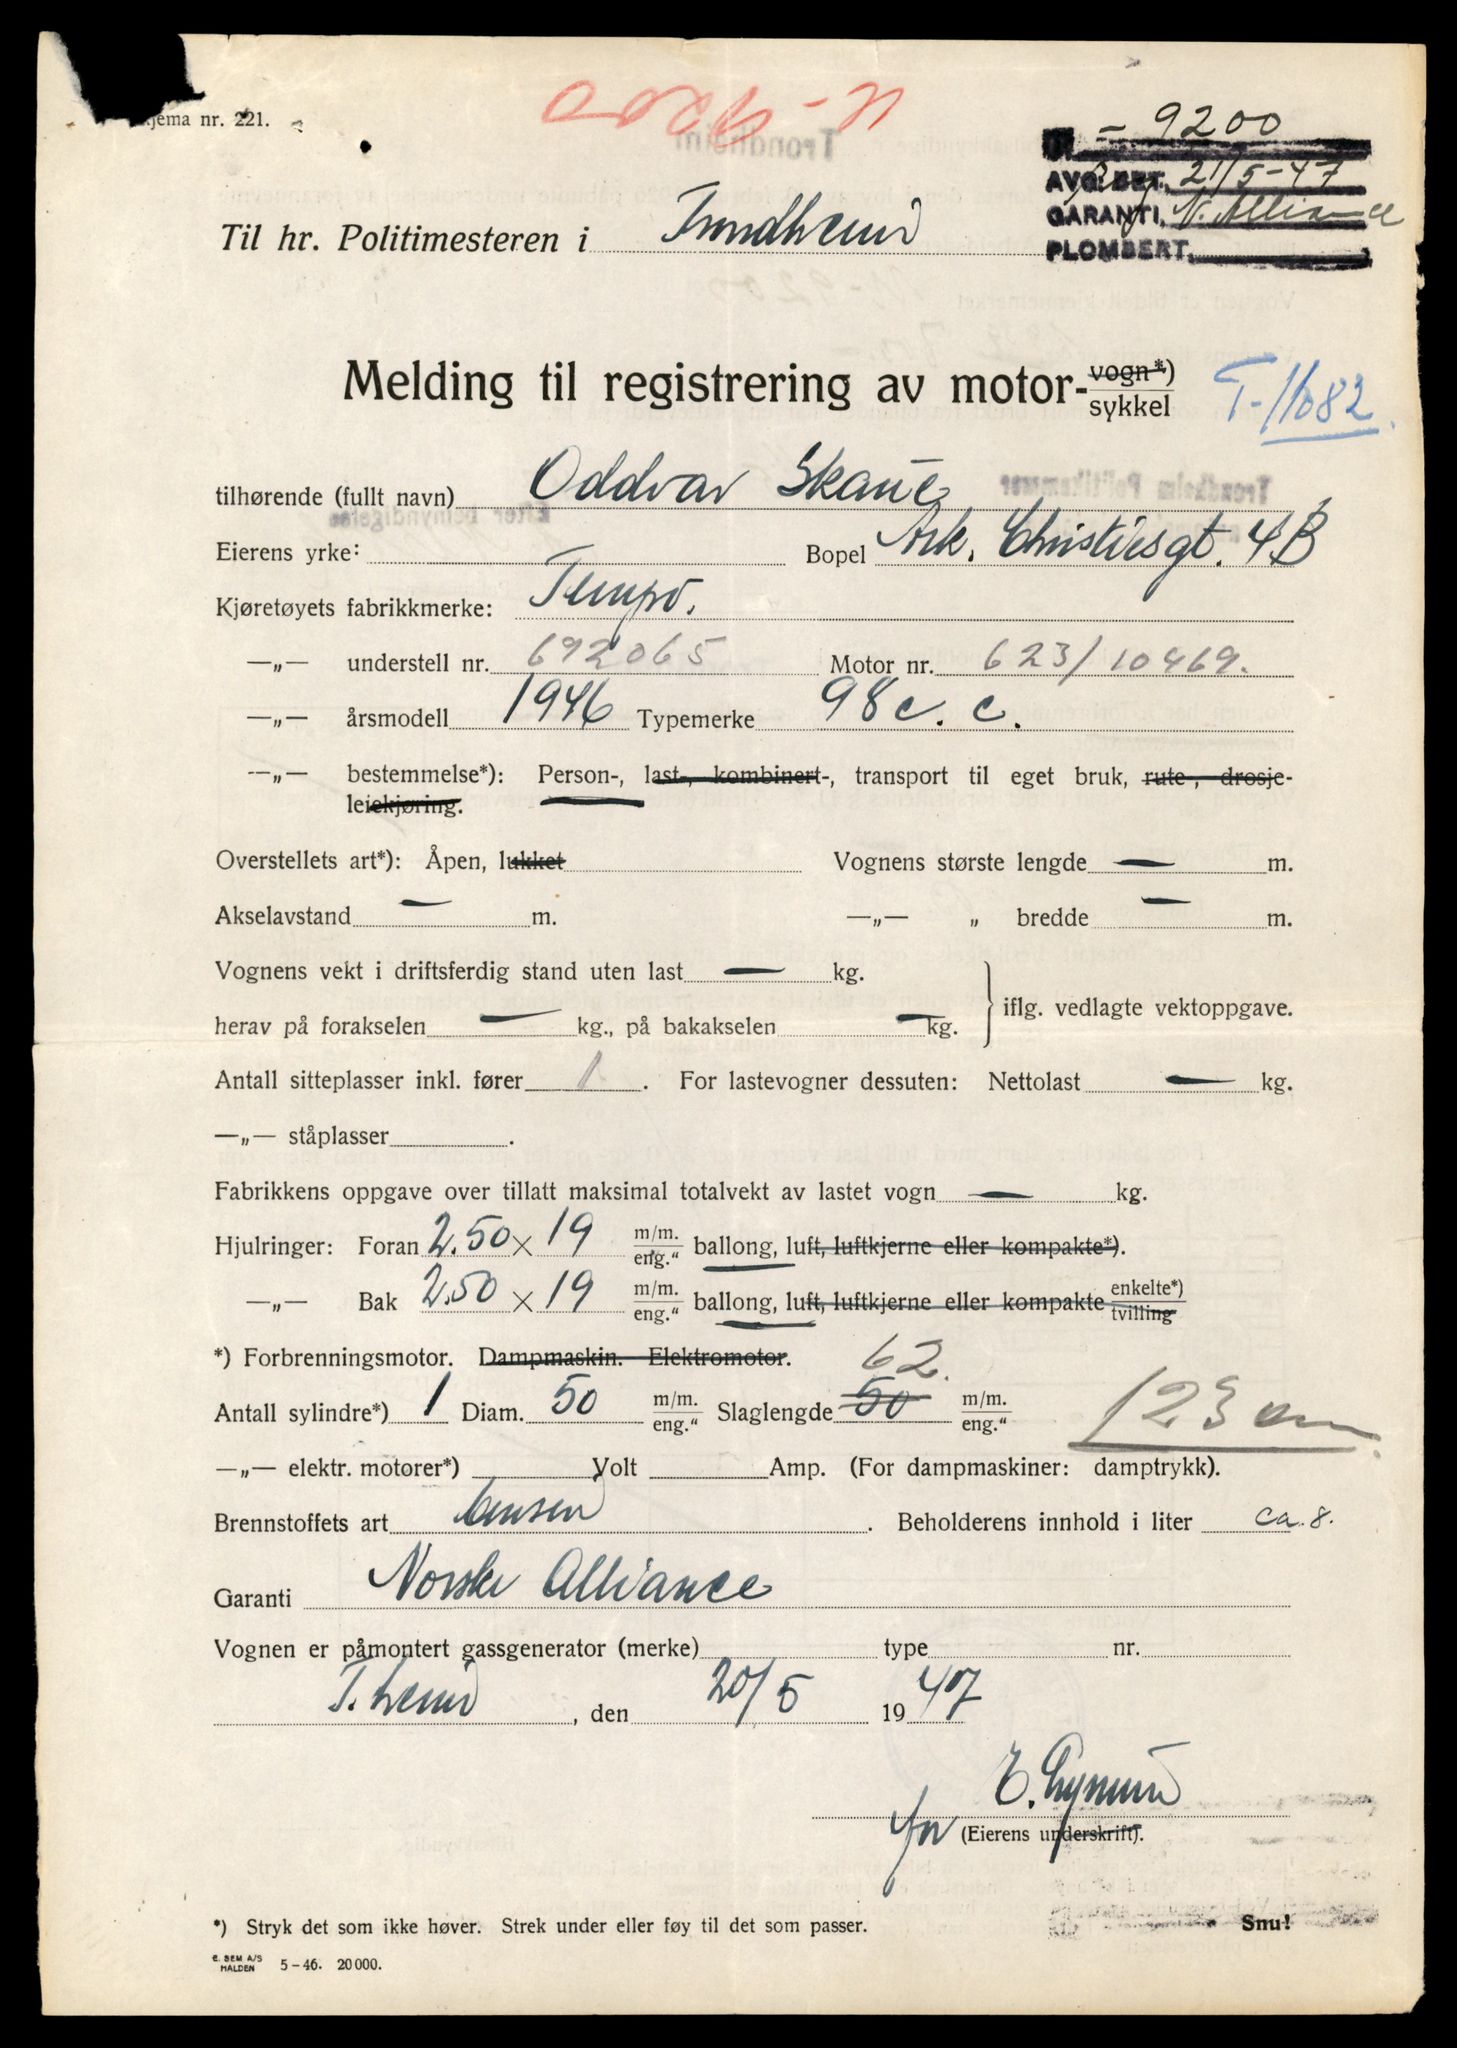 jema nr. 221.
U-9200
U. - 9200
AVG. BET. 21/5-47
GARANTI. N. Alliance
PLOMBERT.
Til hr. Politimesteren i Trondheim
Melding til registrering av motor- vogn*) sykkel
T-11082.
tilhørende (fullt navn) Oddvar Skaue
Eierens yrke: Bopel Ark. Christiesgt. 4B
Kjøretøyets fabrikkmerke: Tempo.
—„— understell nr. 692065 Motor nr. 623/10469.
—„— årsmodell 1946 Typemerke 98 c. c.
—„— bestemmelse*): Person-, last-, kombinert-, transport til eget bruk, rute-, drosje-
leiekjøring.
Overstellets art*): Åpen, lukket Vognens største lengde — m.
Akselavstand — m. —„— „ bredde — m.
Vognens vekt i driftsferdig stand uten last — kg.
herav på forakselen — kg., på bakakselen — kg. iflg. vedlagte vektoppgave.
Antall sitteplasser inkl. fører 1. For lastevogner dessuten: Nettolast — kg.
—„— ståplasser .
Fabrikkens oppgave over tillatt maksimal totalvekt av lastet vogn — kg.
Hjulringer: Foran 2.50 x 19 m/m. eng.“ ballong, luft, luftkjerne eller kompakte*).
—„— Bak 2.50 x 19 m/m. eng.“ ballong, luft, luftkjerne eller kompakte enkelte*) tvilling
*) Forbrenningsmotor. Dampmaskin. Elektromotor.
62.
Antall sylindre*) 1 Diam. 50 m/m. eng.“ Slaglengde 50 m/m. eng.“ 123 cm
—„— elektr. motorer*) Volt Amp. (For dampmaskiner: damptrykk).
Brennstoffets art bensin . Beholderens innhold i liter ca. 8.
Garanti Norske Alliance
Vognen er påmontert gassgenerator (merke) type nr.
T.heim, den 20/5 1947
for E.
(Eierens underskrift).
*) Stryk det som ikke høver. Strek under eller føy til det som passer. Snu!
E. SEM A/S
HALDEN 5-46. 20 000.